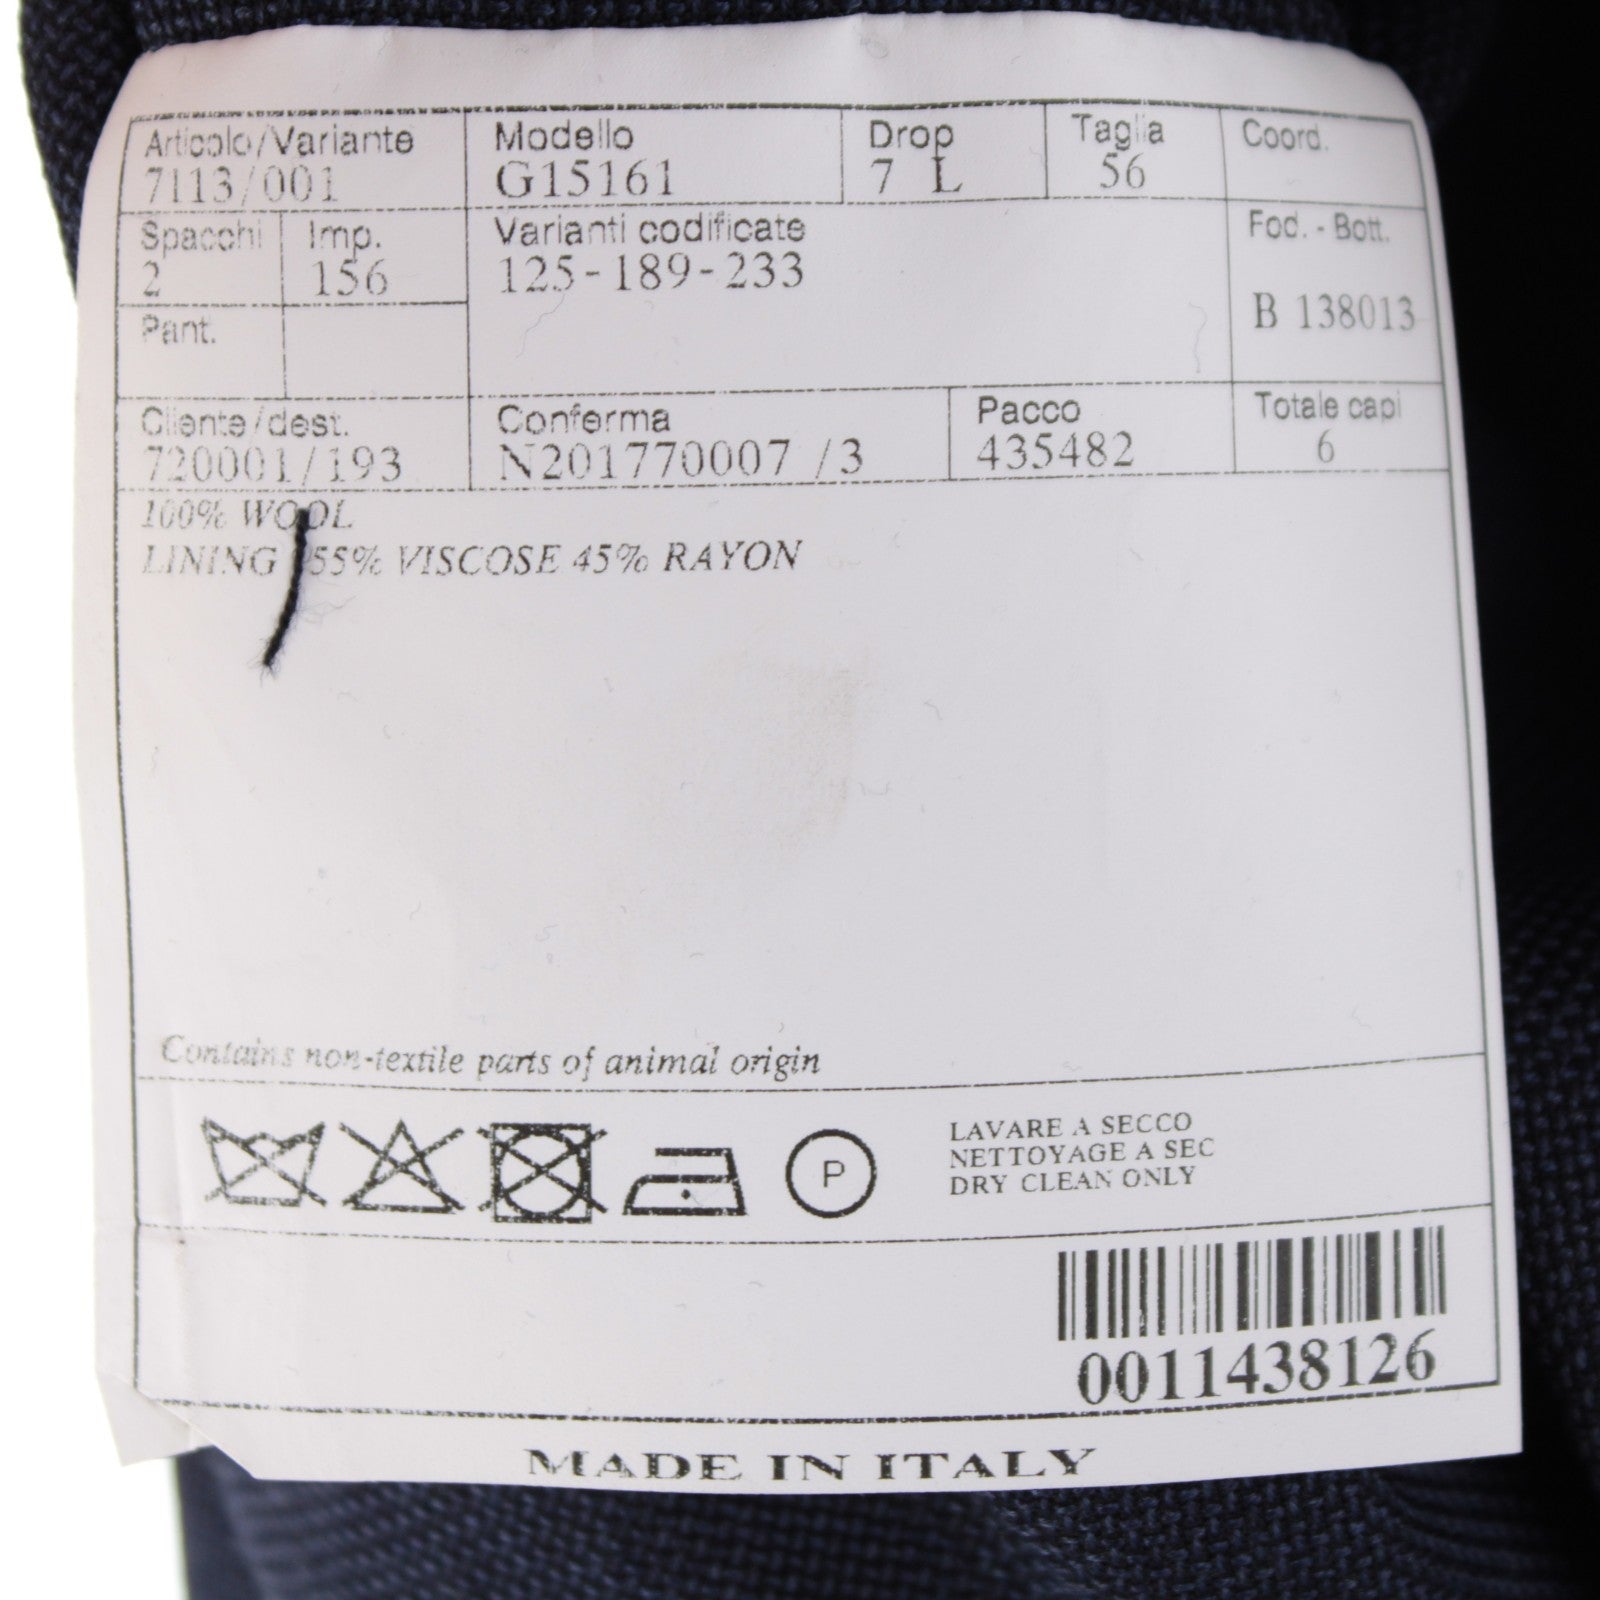 Articolo/Variante Modello Drop Taglia Coord.
7113/001 G15161 7 L 56
Spacchi Imp. Varianti codificate Fod. - Bott.
2 156 125-189-233
B 138013
Pant.
Cliente/dest. Conferma Pacco Totale capi
720001/193 N201770007 /3 435482 6
100% WOOL
LINING 55% VISCOSE 45% RAYON
Contains non-textile parts of animal origin
P
LAVARE A SECCO
NETTOYAGE A SEC
DRY CLEAN ONLY
0011438126
MADE IN ITALY